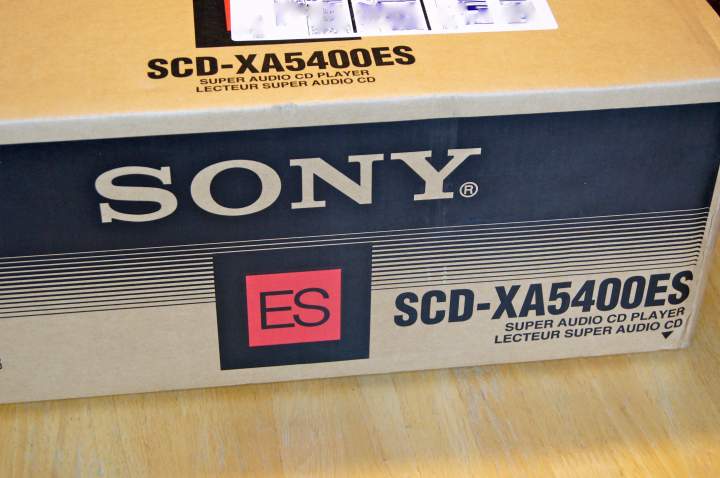 SCD-XA5400ES
SUPER AUDIO CD PLAYER
LECTEUR SUPER AUDIO CD
SONY®
ES
SCD-XA5400ES
SUPER AUDIO CD PLAYER
LECTEUR SUPER AUDIO CD